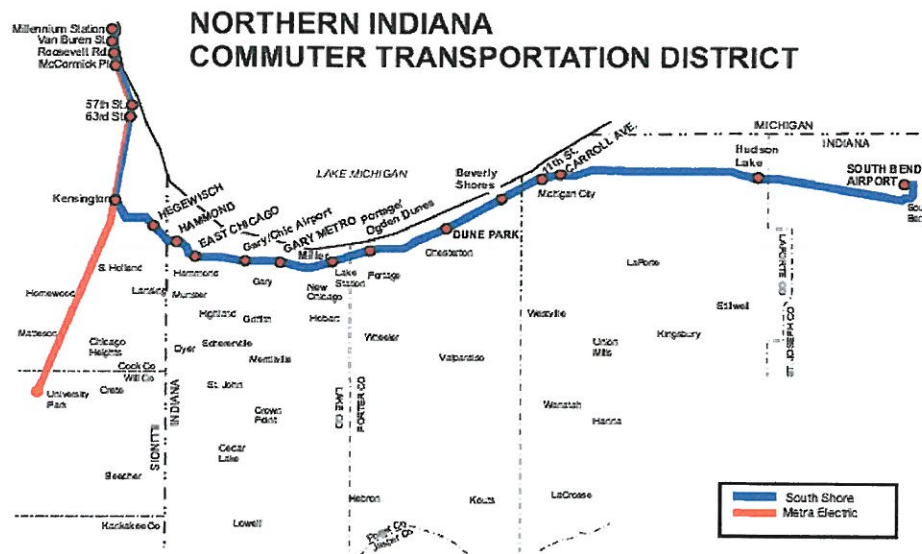 NORTHERN INDIANA
COMMUTER TRANSPORTATION DISTRICT
Millennium Station
Van Buren St.
Roosevelt Rd.
McCormick Pl.
57th St.
63rd St.
Kensington
HEGEWISCH
HAMMOND
EAST CHICAGO
Gary/Chic Airport
GARY METRO
Miller
Portage/
Ogden Dunes
DUNE PARK
Beverly
Shores
11th St.
CARROLL AVE.
Michigan City
Hudson
Lake
SOUTH BEND
AIRPORT
LAKE MICHIGAN
MICHIGAN
INDIANA
S. Holland
Lansing
Homewood
Matteson
Chicago
Heights
Cook Co
Will Co
Crete
University
Park
Beecher
Kankakee Co
ILLINOIS
INDIANA
Hammond
Munster
Highland
Griffith
Dyer
Schererville
Merrillville
St. John
Crown
Point
Cedar
Lake
Lowell
Gary
New
Chicago
Hobart
Lake
Station
LAKE CO
PORTER CO
Portage
Chesterton
Wheeler
Valparaiso
Hebron
Kouts
Porter Co
Jasper Co
Westville
LaPorte
Union
Mills
Kingsbury
Stilwell
Wanatah
Hanna
LaCrosse
LAPORTE CO
ST JOSEPH CO
South Shore
Metra Electric